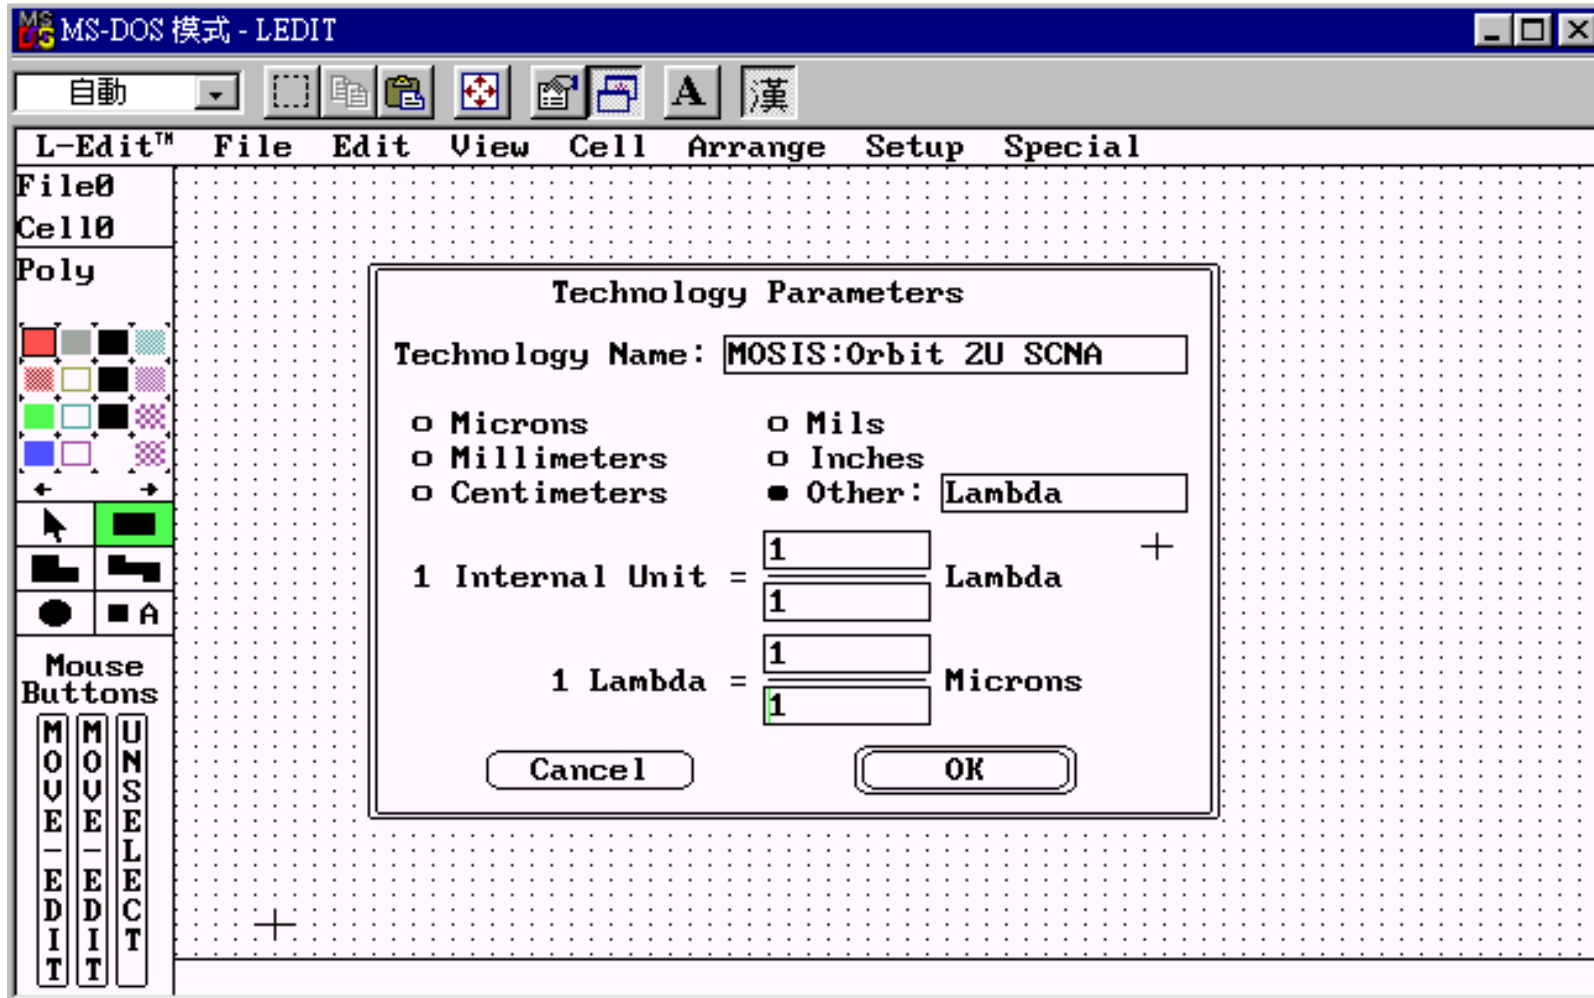 MS-DOS 模式 - LEDIT
自動
A 漢
L-Edit™ File Edit View Cell Arrange Setup Special
File0
Cell0
Poly
Technology Parameters
Technology Name: MOSIS:Orbit 2U SCNA
Microns Mils
Millimeters Inches
Centimeters Other: Lambda
1
1 Internal Unit = Lambda
1
1
1 Lambda = Microns
1
Cancel OK
A
Mouse
Buttons
MOVE-EDIT
MOVE-EDIT
UNSELECT